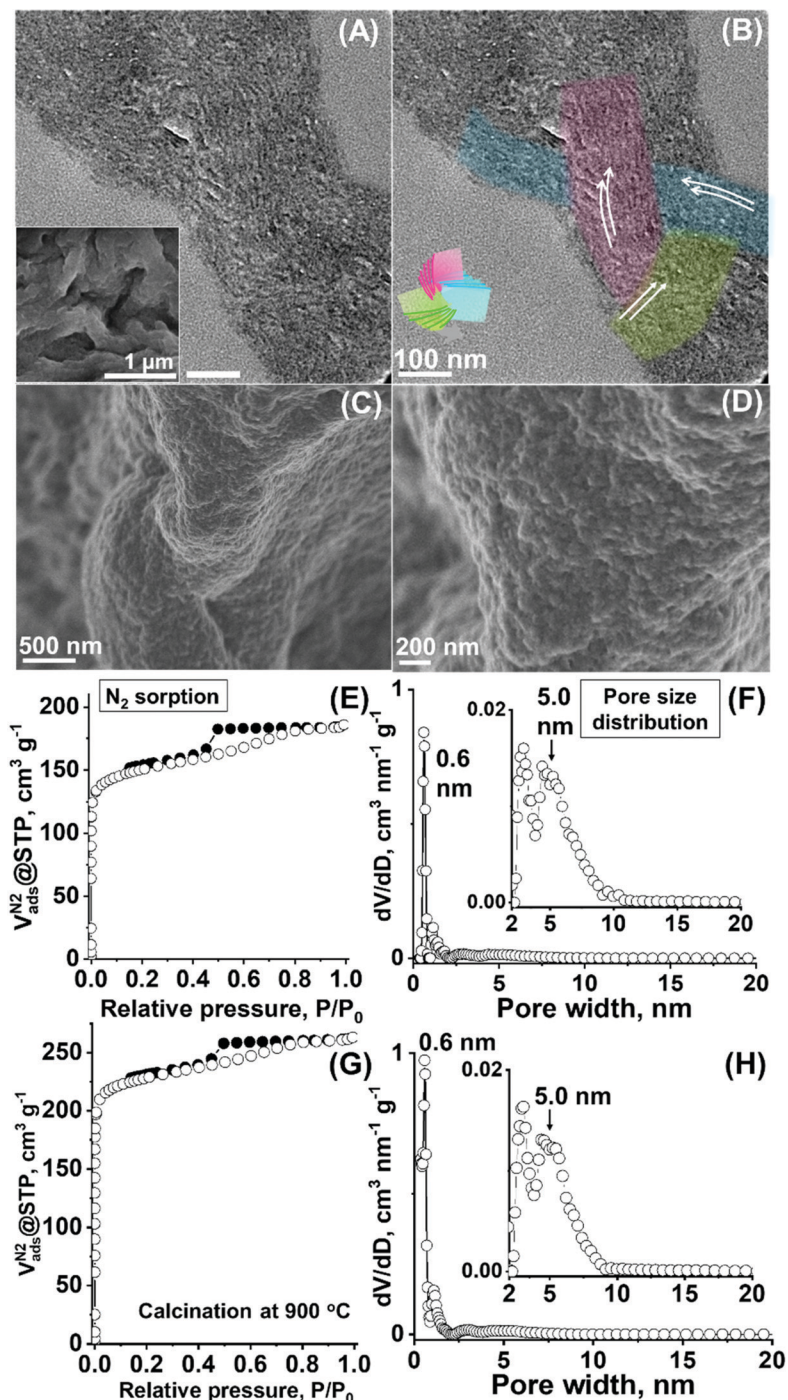 (A)
1 µm
(B)
100 nm
(C)
500 nm
(D)
200 nm
N₂ sorption
(E)
V^N2_ads@STP, cm³ g⁻¹
200
150
100
50
0
0.0 0.2 0.4 0.6 0.8 1.0
Relative pressure, P/P₀
(F)
Pore size
distribution
dV/dD, cm³ nm⁻¹ g⁻¹
1
0
0.6
nm
0.02
0.00
5.0
nm
2 5 10 15 20
0 5 10 15 20
Pore width, nm
(G)
V^N2_ads@STP, cm³ g⁻¹
250
200
150
100
50
0
Calcination at 900 ºC
0.0 0.2 0.4 0.6 0.8 1.0
Relative pressure, P/P₀
(H)
dV/dD, cm³ nm⁻¹ g⁻¹
1
0
0.6 nm
0.02
0.00
5.0 nm
2 5 10 15 20
0 5 10 15 20
Pore width, nm